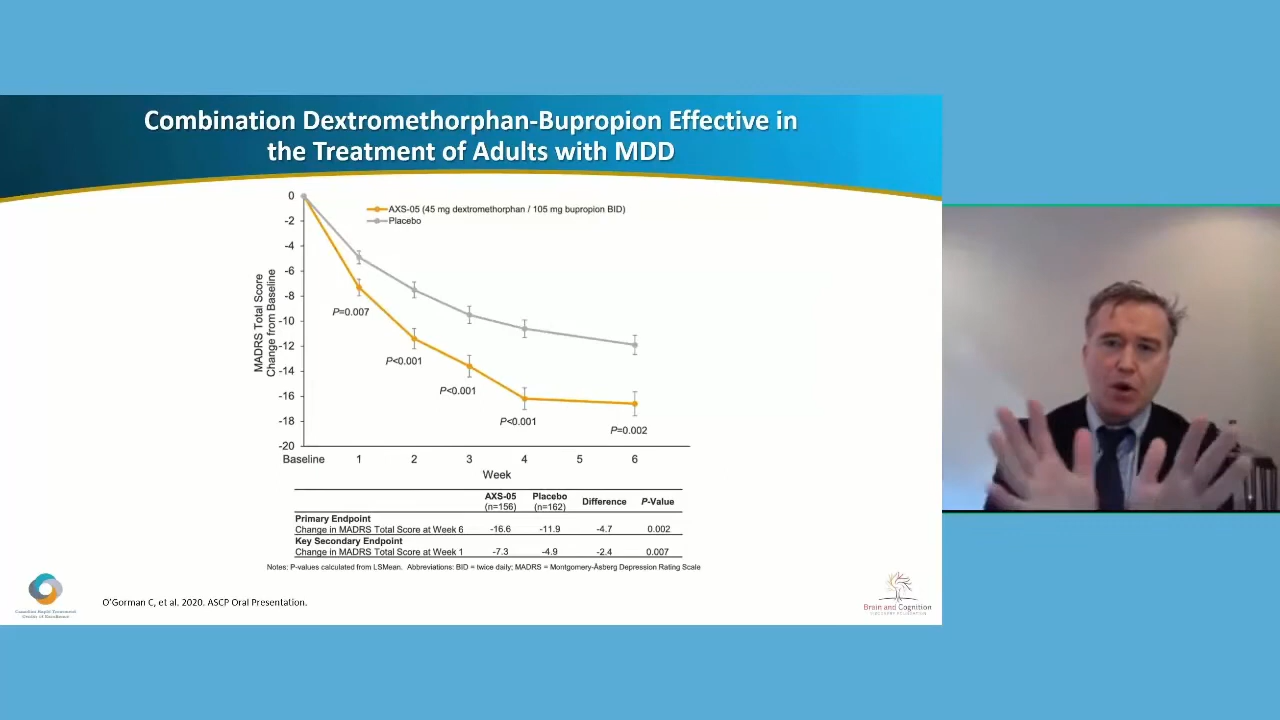 Combination Dextromethorphan-Bupropion Effective in
the Treatment of Adults with MDD
0
-2
-4
-6
-8
-10
-12
-14
-16
-18
-20
MADRS Total Score
Change from Baseline
AXS-05 (45 mg dextromethorphan / 105 mg bupropion BID)
Placebo
P=0.007
P<0.001
P<0.001
P<0.001
P=0.002
Baseline 1 2 3 4 5 6
Week
AXS-05 Placebo Difference P-Value
(n=156) (n=162)
Primary Endpoint
Change in MADRS Total Score at Week 6 -16.6 -11.9 -4.7 0.002
Key Secondary Endpoint
Change in MADRS Total Score at Week 1 -7.3 -4.9 -2.4 0.007
Notes: P-values calculated from LSMean. Abbreviations: BID = twice daily; MADRS = Montgomery-Åsberg Depression Rating Scale
Canadian Rapid Treatment
Center of Excellence
O'Gorman C, et al. 2020. ASCP Oral Presentation.
Brain and Cognition